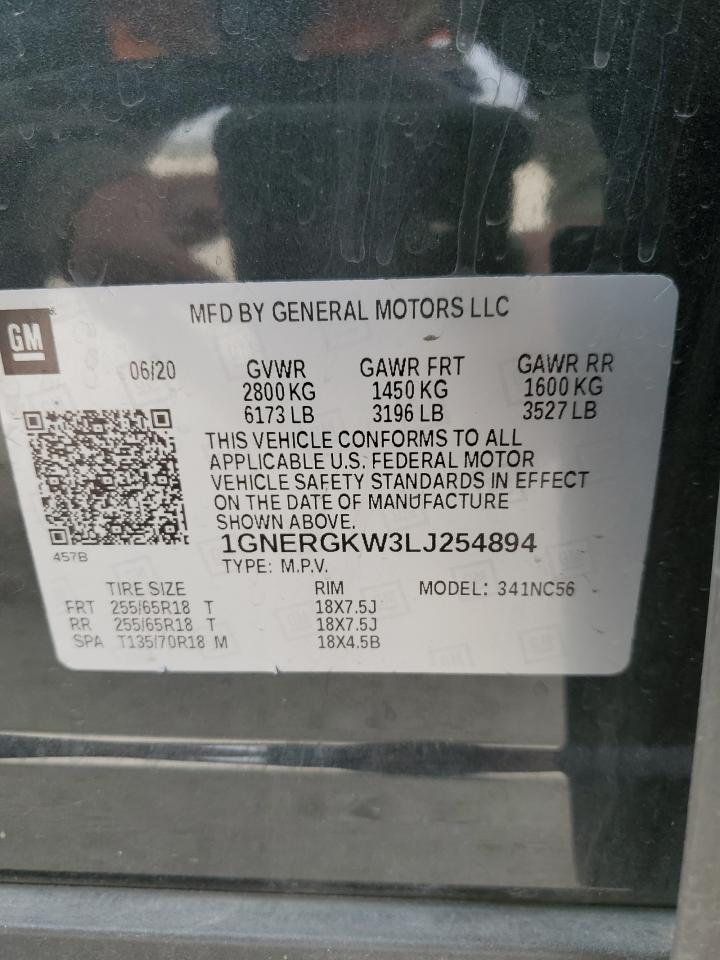 MFD BY GENERAL MOTORS LLC
GM
06/20 GVWR GAWR FRT GAWR RR
2800 KG 1450 KG 1600 KG
6173 LB 3196 LB 3527 LB
THIS VEHICLE CONFORMS TO ALL
APPLICABLE U.S. FEDERAL MOTOR
VEHICLE SAFETY STANDARDS IN EFFECT
ON THE DATE OF MANUFACTURE
SHOWN ABOVE.
457B
1GNERGKW3LJ254894
TYPE: M.P.V.
TIRE SIZE RIM MODEL: 341NC56
FRT 255/65R18 T 18X7.5J
RR 255/65R18 T 18X7.5J
SPA T135/70R18 M 18X4.5B